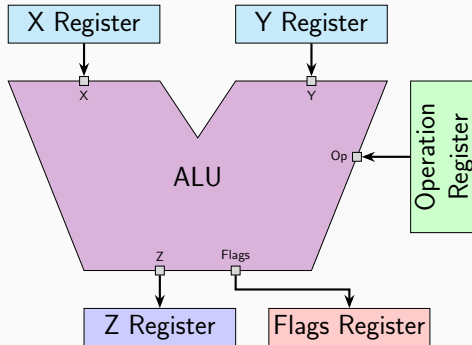 X Register
Y Register
X
Y
Op
Operation
Register
ALU
Z
Flags
Z Register
Flags Register